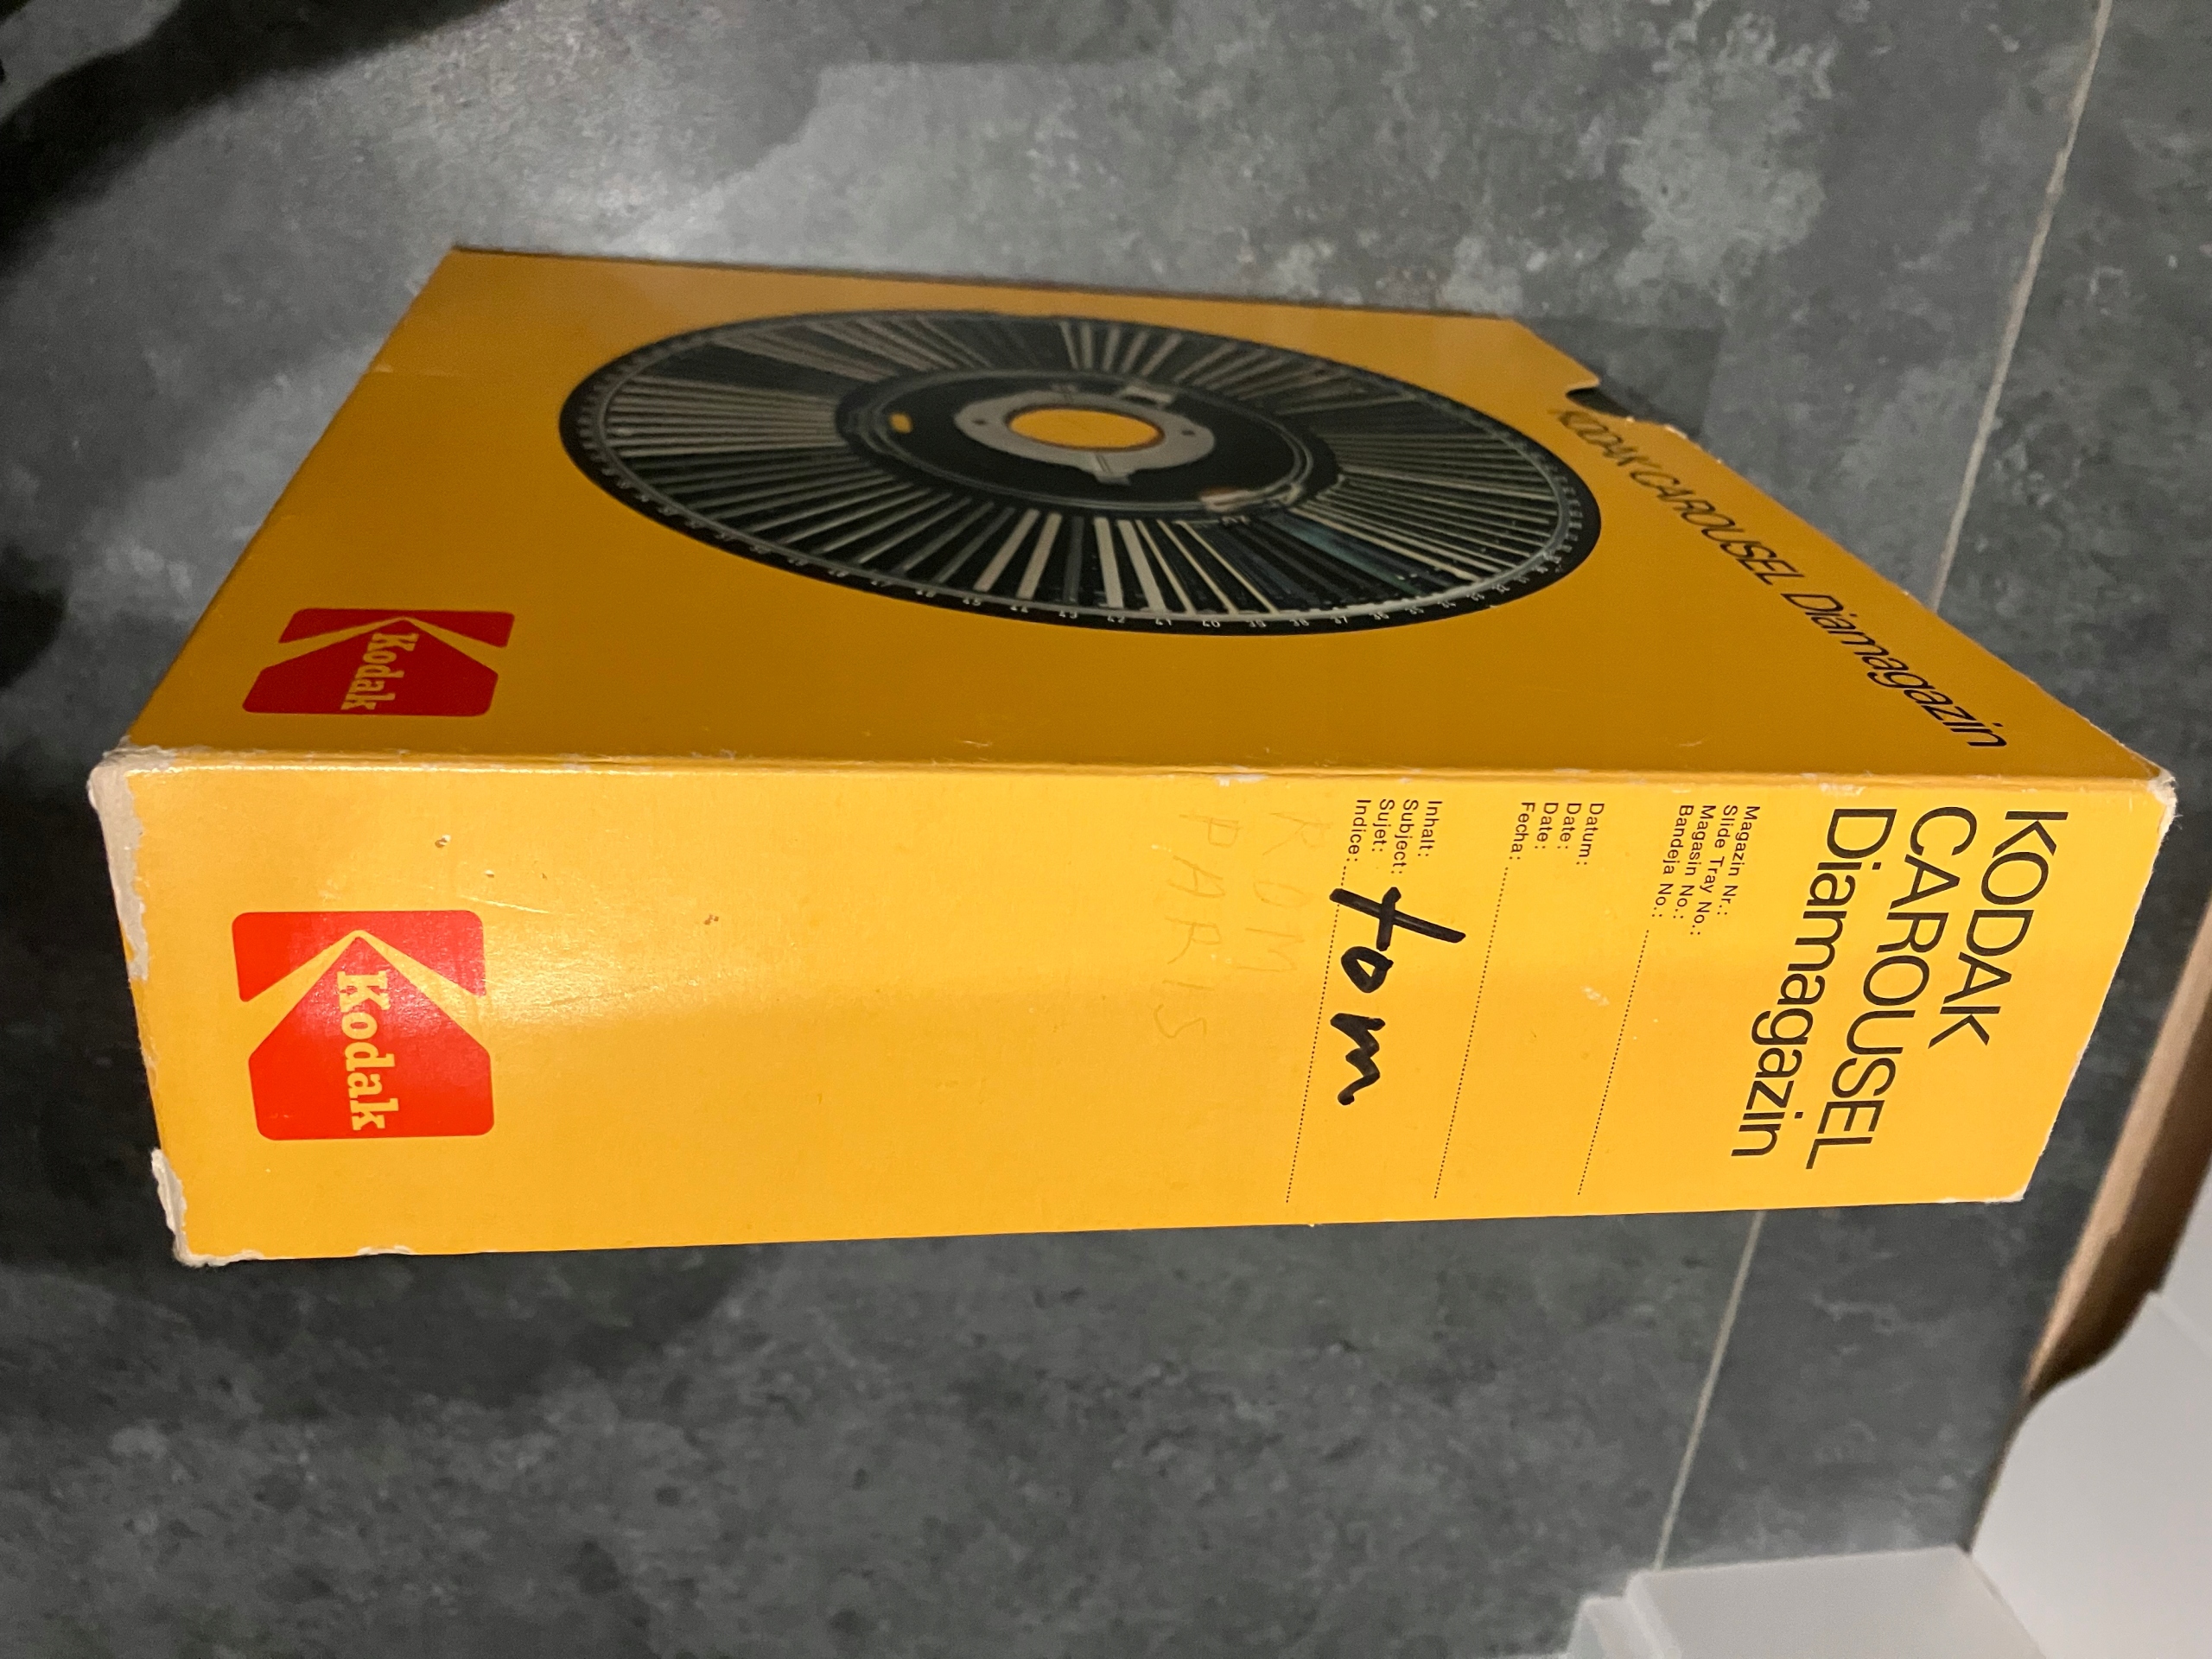 KODAK
CAROUSEL
Diamagazin
Magazin Nr.:
Slide Tray No.:
Magasin No.:
Bandeja No.:
Datum:
Date:
Date:
Fecha:
Inhalt:
Subject:
Sujet:
Indice:
tom
ROM
PARIS
Kodak
KODAK CAROUSEL Diamagazin
Kodak